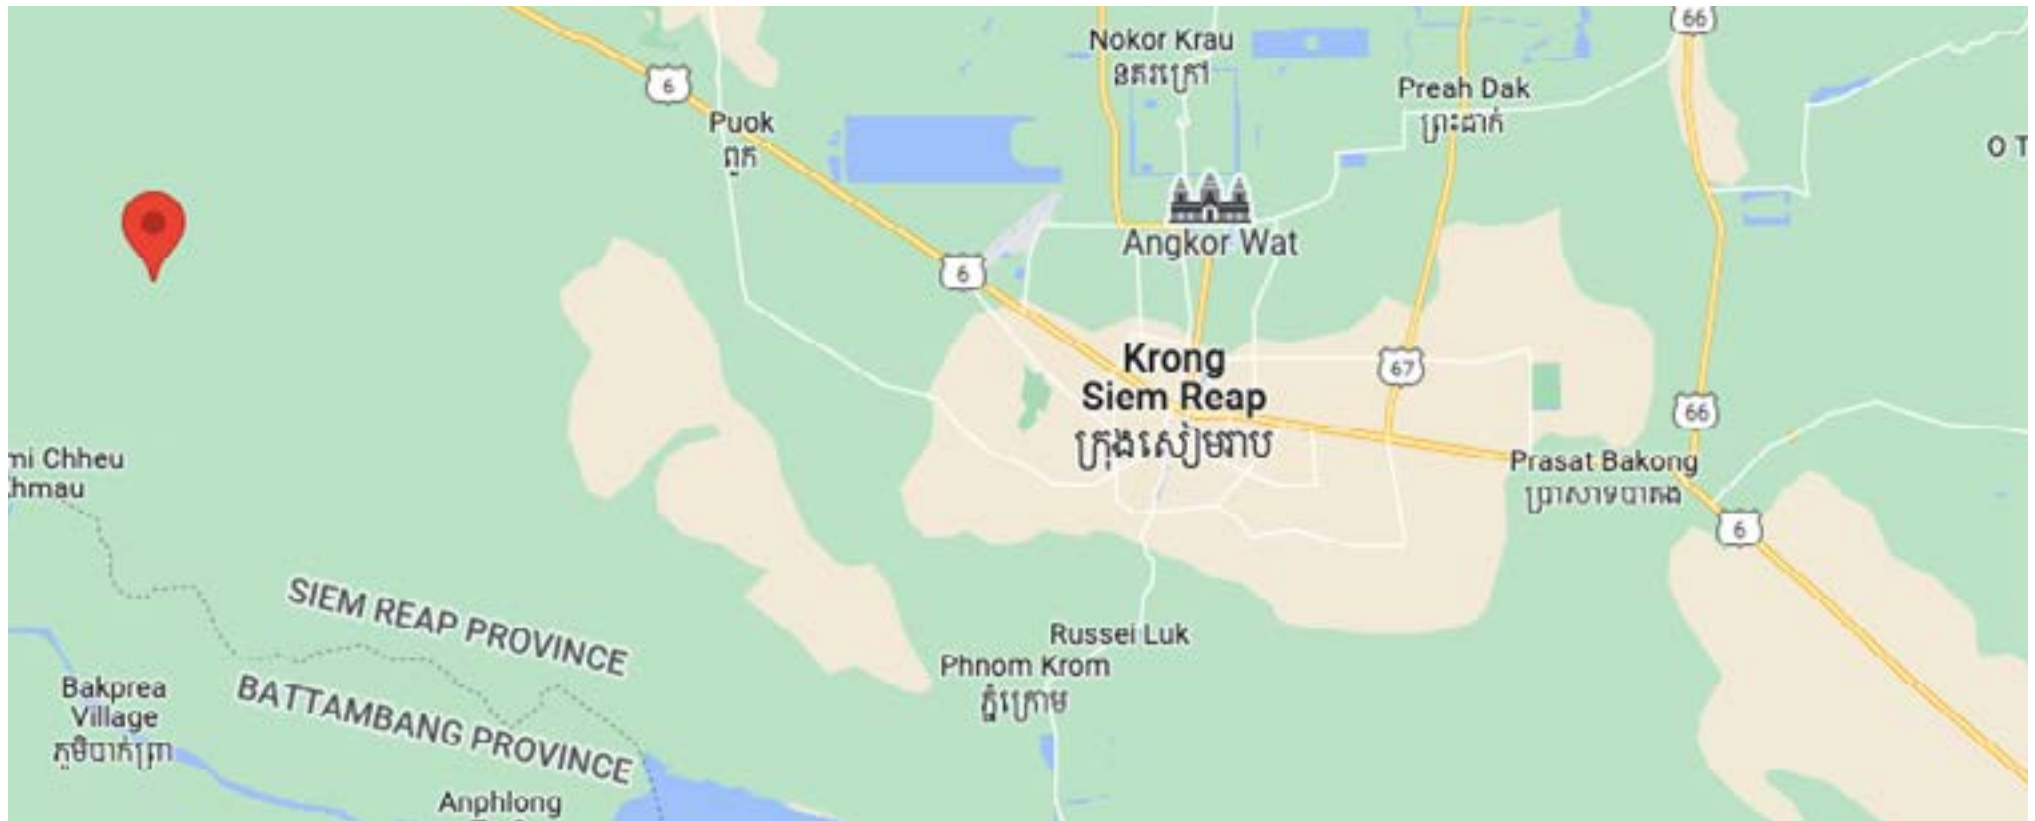 66
Nokor Krau
នគរក្រៅ
6
Preah Dak
ព្រះដាក់
Puok
ពួក
O T
Angkor Wat
6
Krong
Siem Reap
ក្រុងសៀមរាប
67
66
mi Chheu
Khmau
Prasat Bakong
ប្រាសាទបាគង
6
SIEM REAP PROVINCE
Russei Luk
Phnom Krom
ភ្នំក្រោម
Bakprea
Village
ភូមិបាក់ព្រា
BATTAMBANG PROVINCE
Anphlong